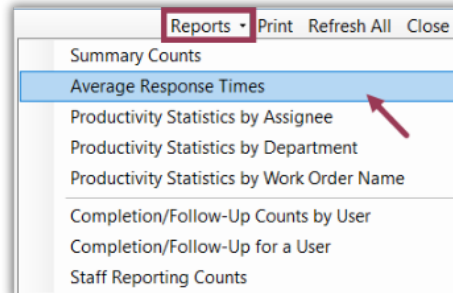 Reports Print Refresh All Close
Summary Counts
Average Response Times
Productivity Statistics by Assignee
Productivity Statistics by Department
Productivity Statistics by Work Order Name
Completion/Follow-Up Counts by User
Completion/Follow-Up for a User
Staff Reporting Counts